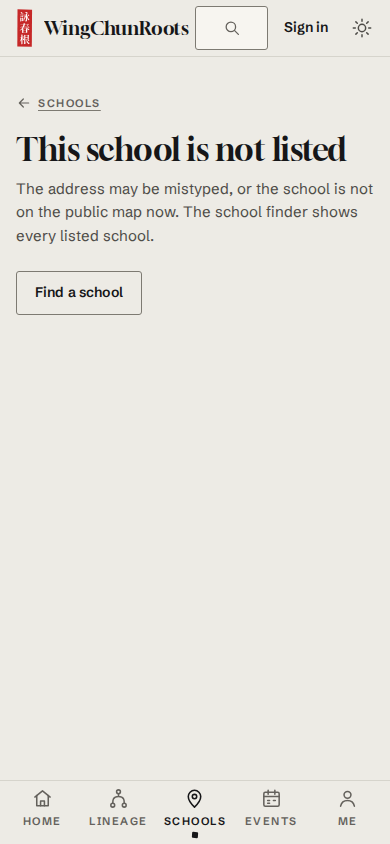 詠春根
WingChunRoots
Sign in
SCHOOLS
This school is not listed
The address may be mistyped, or the school is not
on the public map now. The school finder shows
every listed school.
Find a school
HOME
LINEAGE
SCHOOLS
EVENTS
ME